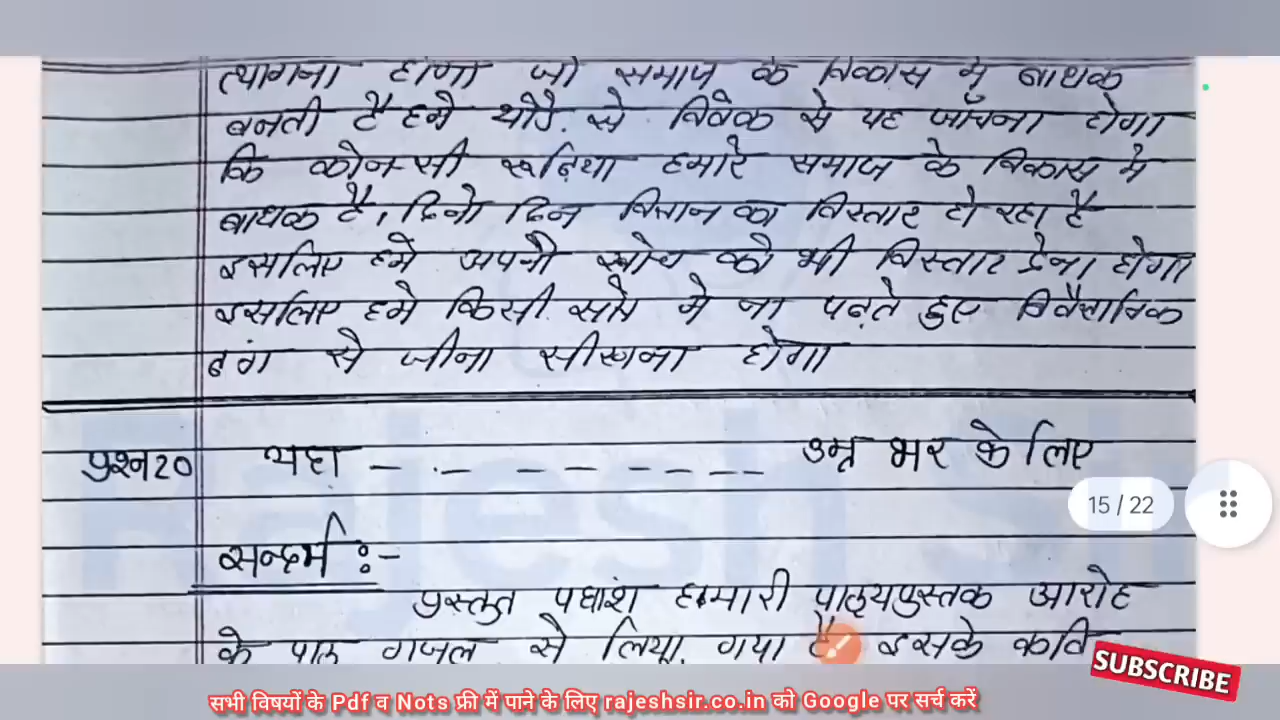 त्यागना होगा जो समाज के विकास मे बाधक
बनती है हमे थोडे से विवेक से यह जाँचना होगा
कि कौन-सी रूढ़िया हमारे समाज के विकास मे
बाधक है, दिनो दिन विज्ञान का विस्तार हो रहा है
इसलिए हमे अपनी सोच को भी विस्तार देना होगा
इसलिए हमे किसी मे ना पढ़ते हुए विवैज्ञानिक
ढंग से जीना सीखना होगा
प्रश्न 20 यहा - - - - - - - - - उम्र भर के लिए
15 / 22
सन्दर्भ :-
प्रस्तुत पद्यांश हमारी पाठ्यपुस्तक आरोह
के पाठ गजल से लिया गया है इसके कवि
SUBSCRIBE
सभी विषयों के Pdf व Nots फ्री में पाने के लिए rajeshsir.co.in को Google पर सर्च करें